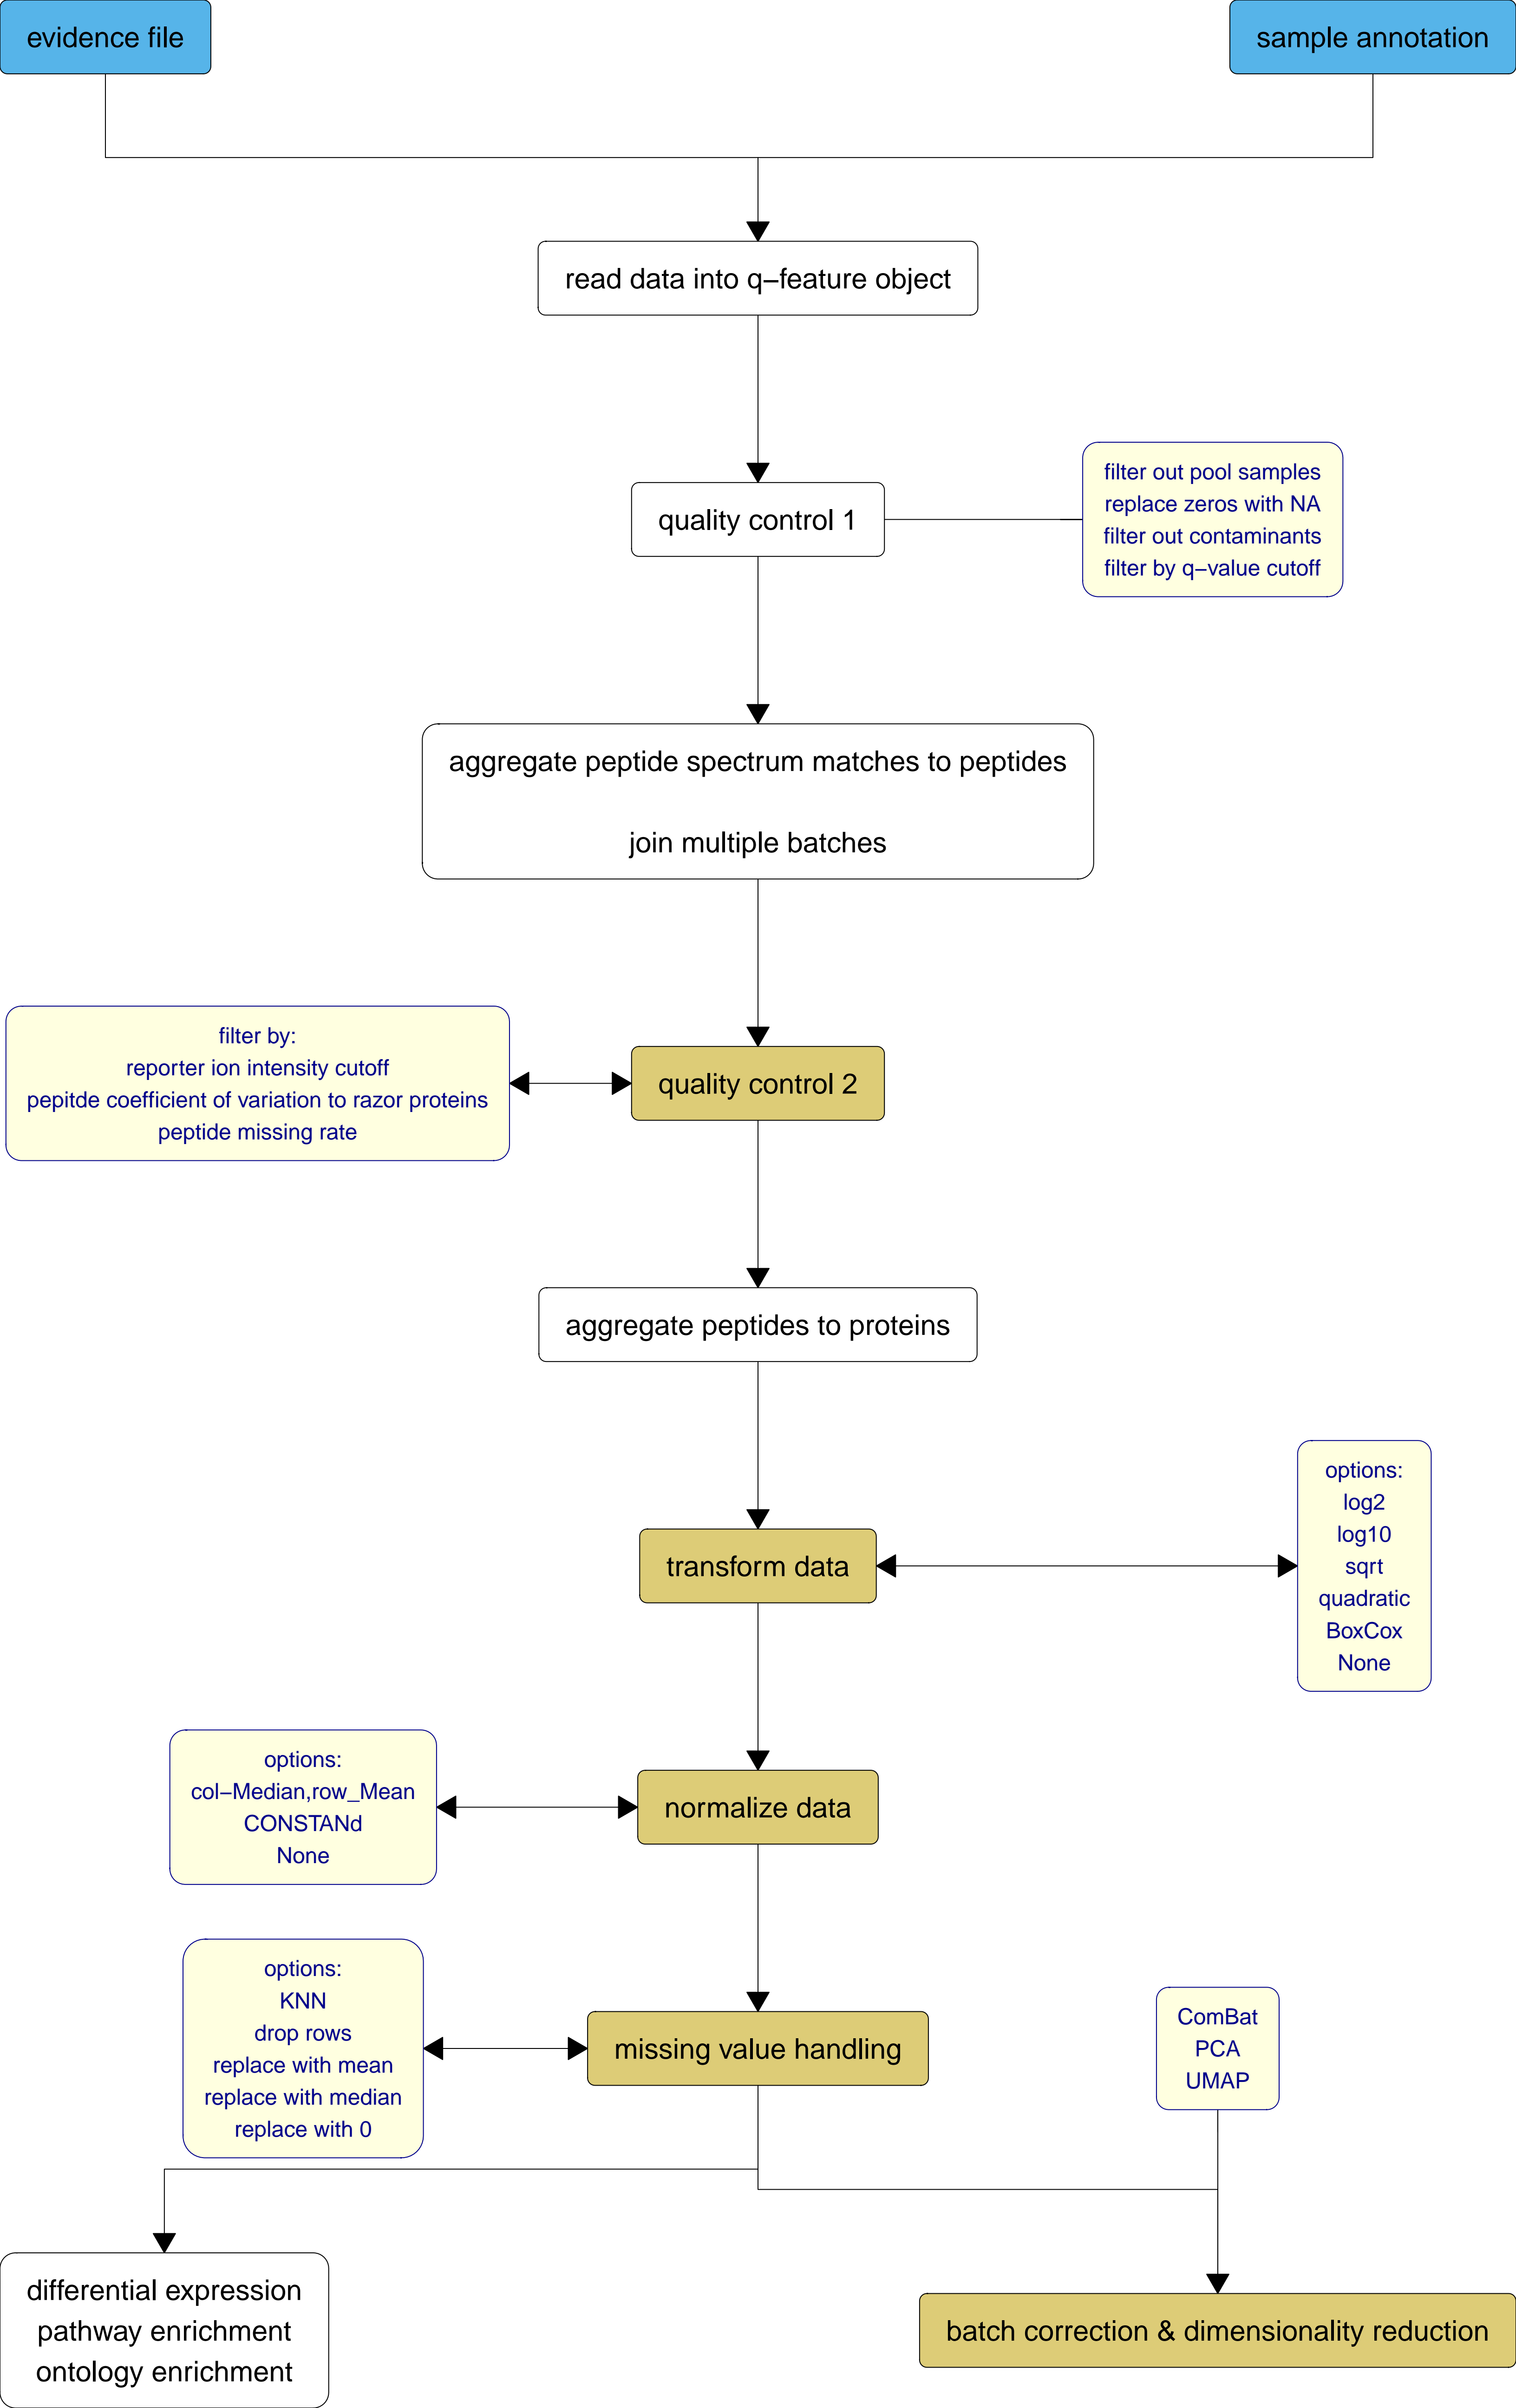 evidence file
sample annotation
read data into q–feature object
quality control 1
filter out pool samples
replace zeros with NA
filter out contaminants
filter by q–value cutoff
aggregate peptide spectrum matches to peptides
join multiple batches
filter by:
reporter ion intensity cutoff
pepitde coefficient of variation to razor proteins
peptide missing rate
quality control 2
aggregate peptides to proteins
transform data
options:
log2
log10
sqrt
quadratic
BoxCox
None
options:
col–Median,row_Mean
CONSTANd
None
normalize data
options:
KNN
drop rows
replace with mean
replace with median
replace with 0
missing value handling
ComBat
PCA
UMAP
differential expression
pathway enrichment
ontology enrichment
batch correction & dimensionality reduction